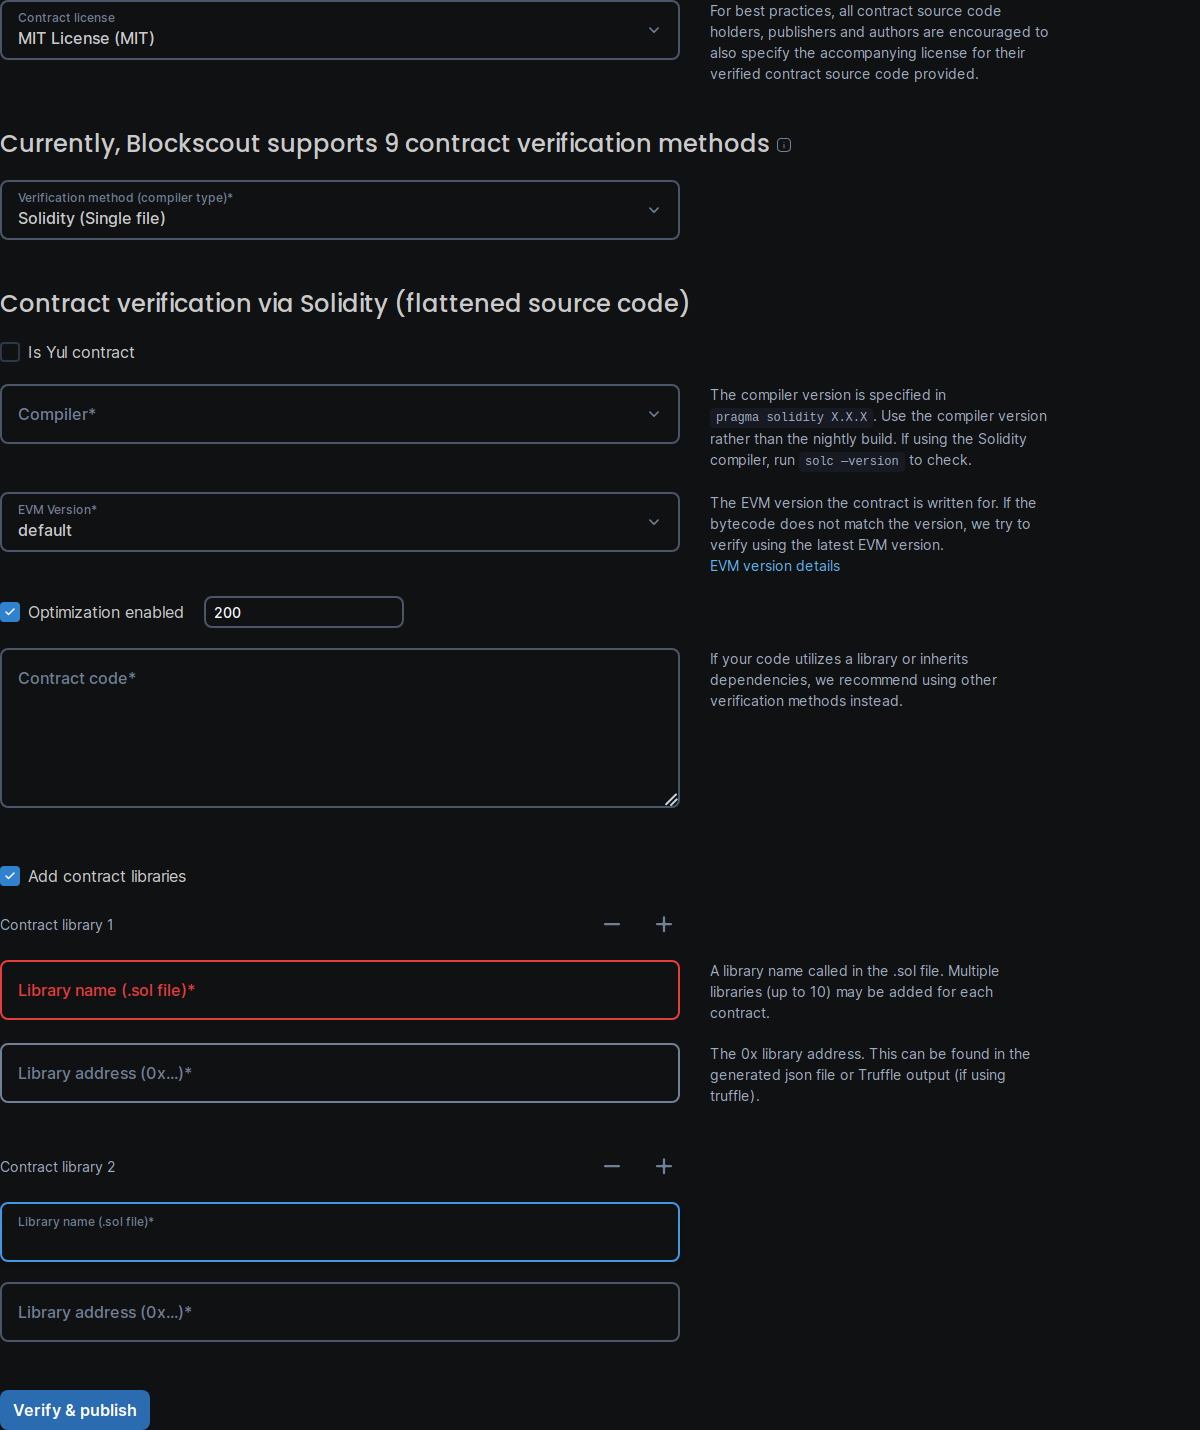 Contract license
MIT License (MIT)
For best practices, all contract source code
holders, publishers and authors are encouraged to
also specify the accompanying license for their
verified contract source code provided.
Currently, Blockscout supports 9 contract verification methods
Verification method (compiler type)*
Solidity (Single file)
Contract verification via Solidity (flattened source code)
Is Yul contract
Compiler*
The compiler version is specified in
pragma solidity X.X.X. Use the compiler version
rather than the nightly build. If using the Solidity
compiler, run solc —version to check.
EVM Version*
default
The EVM version the contract is written for. If the
bytecode does not match the version, we try to
verify using the latest EVM version.
EVM version details
Optimization enabled
200
Contract code*
If your code utilizes a library or inherits
dependencies, we recommend using other
verification methods instead.
Add contract libraries
Contract library 1
Library name (.sol file)*
A library name called in the .sol file. Multiple
libraries (up to 10) may be added for each
contract.
Library address (0x...)*
The 0x library address. This can be found in the
generated json file or Truffle output (if using
truffle).
Contract library 2
Library name (.sol file)*
Library address (0x...)*
Verify & publish